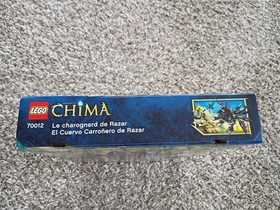 LEGO
CHIMA
70012
Le charognard de Razar
El Cuervo Carroñero de Razar